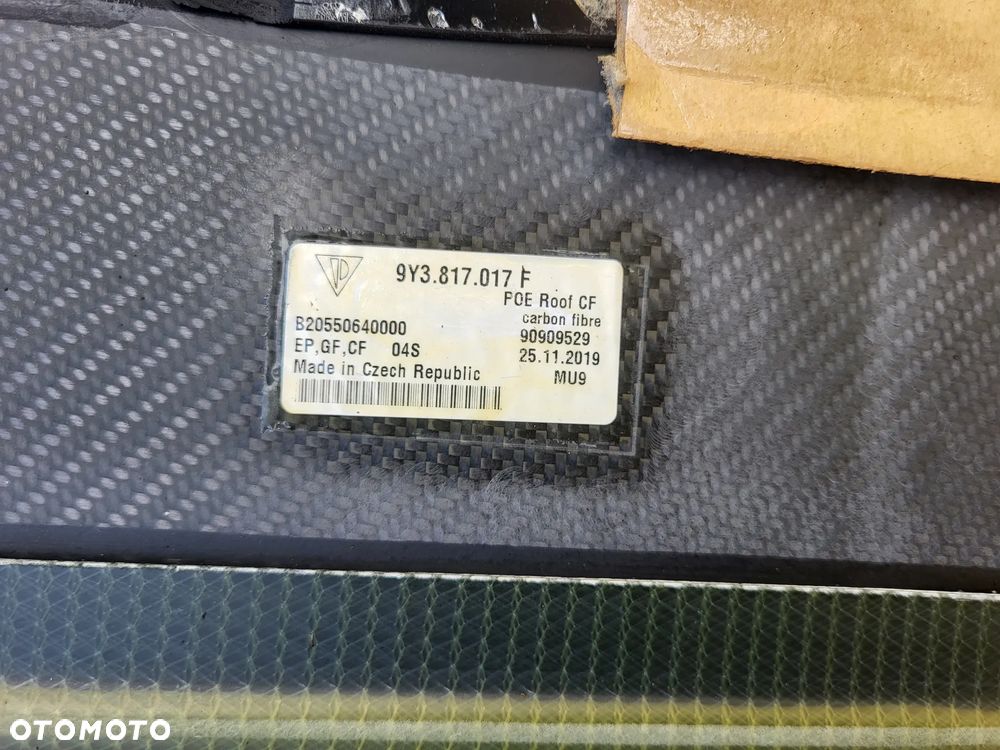 9Y3.817.017 F
POE Roof CF
carbon fibre
B20550640000 90909529
EP,GF,CF 04S 25.11.2019
Made in Czech Republic MU9
OTOMOTO